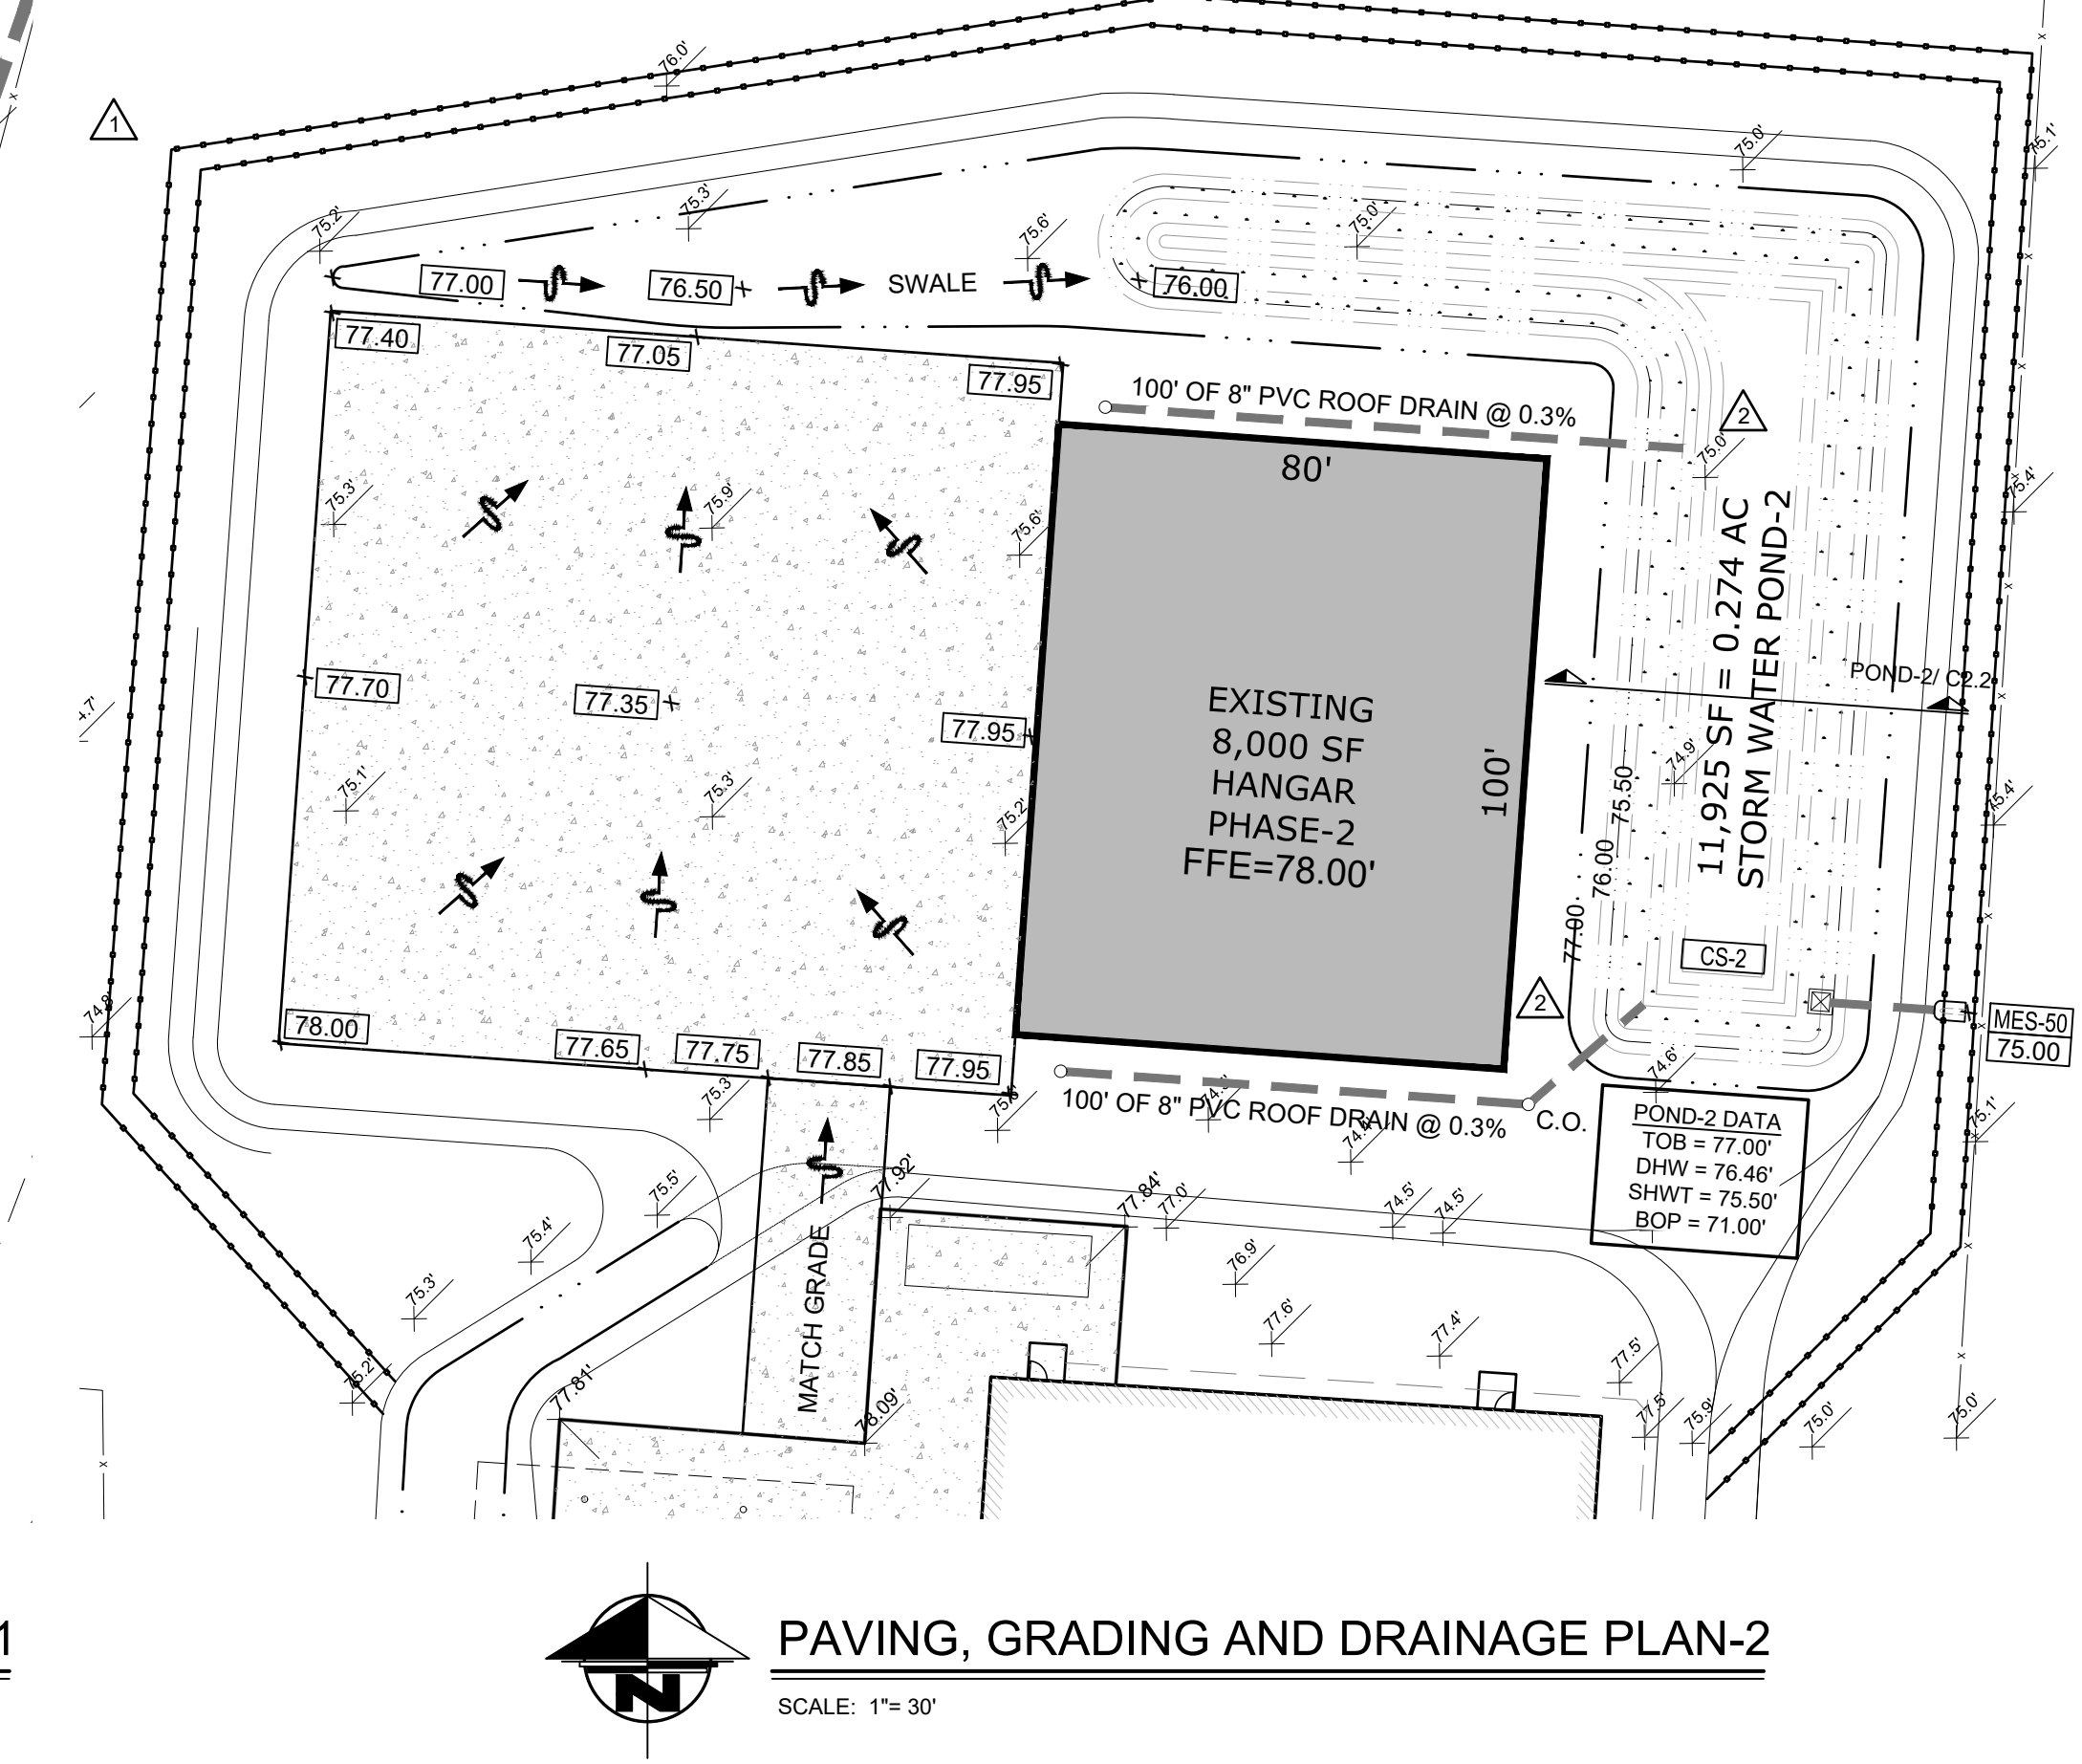 76.0'
1
75.0'
75.1'
75.2'
75.3'
75.6'
75.0'
77.00
76.50
SWALE
76.00
77.40
77.05
77.95
100' OF 8" PVC ROOF DRAIN @ 0.3%
2
75.0'
80'
75.3'
75.9'
75.6'
75.4'
11,925 SF = 0.274 AC
STORM WATER POND-2
POND-2/ C2.2
77.70
77.35
77.95
EXISTING
8,000 SF
HANGAR
PHASE-2
FFE=78.00'
100'
74.9'
75.50
76.00
77.00
75.1'
75.3'
75.2'
75.4'
CS-2
2
74.8'
78.00
77.65
77.75
77.85
77.95
MES-50
75.00
74.6'
75.3'
100' OF 8" PVC ROOF DRAIN @ 0.3%
C.O.
74.4'
75.1'
POND-2 DATA
TOB = 77.00'
DHW = 76.46'
SHWT = 75.50'
BOP = 71.00'
77.92'
77.84'
77.0'
74.5'
74.5'
75.5'
75.4'
75.3'
75.2'
76.9'
77.6'
77.4'
77.5'
77.5'
75.9'
75.0'
75.0'
MATCH GRADE
77.81'
78.09'
1
N
PAVING, GRADING AND DRAINAGE PLAN-2
SCALE: 1"= 30'